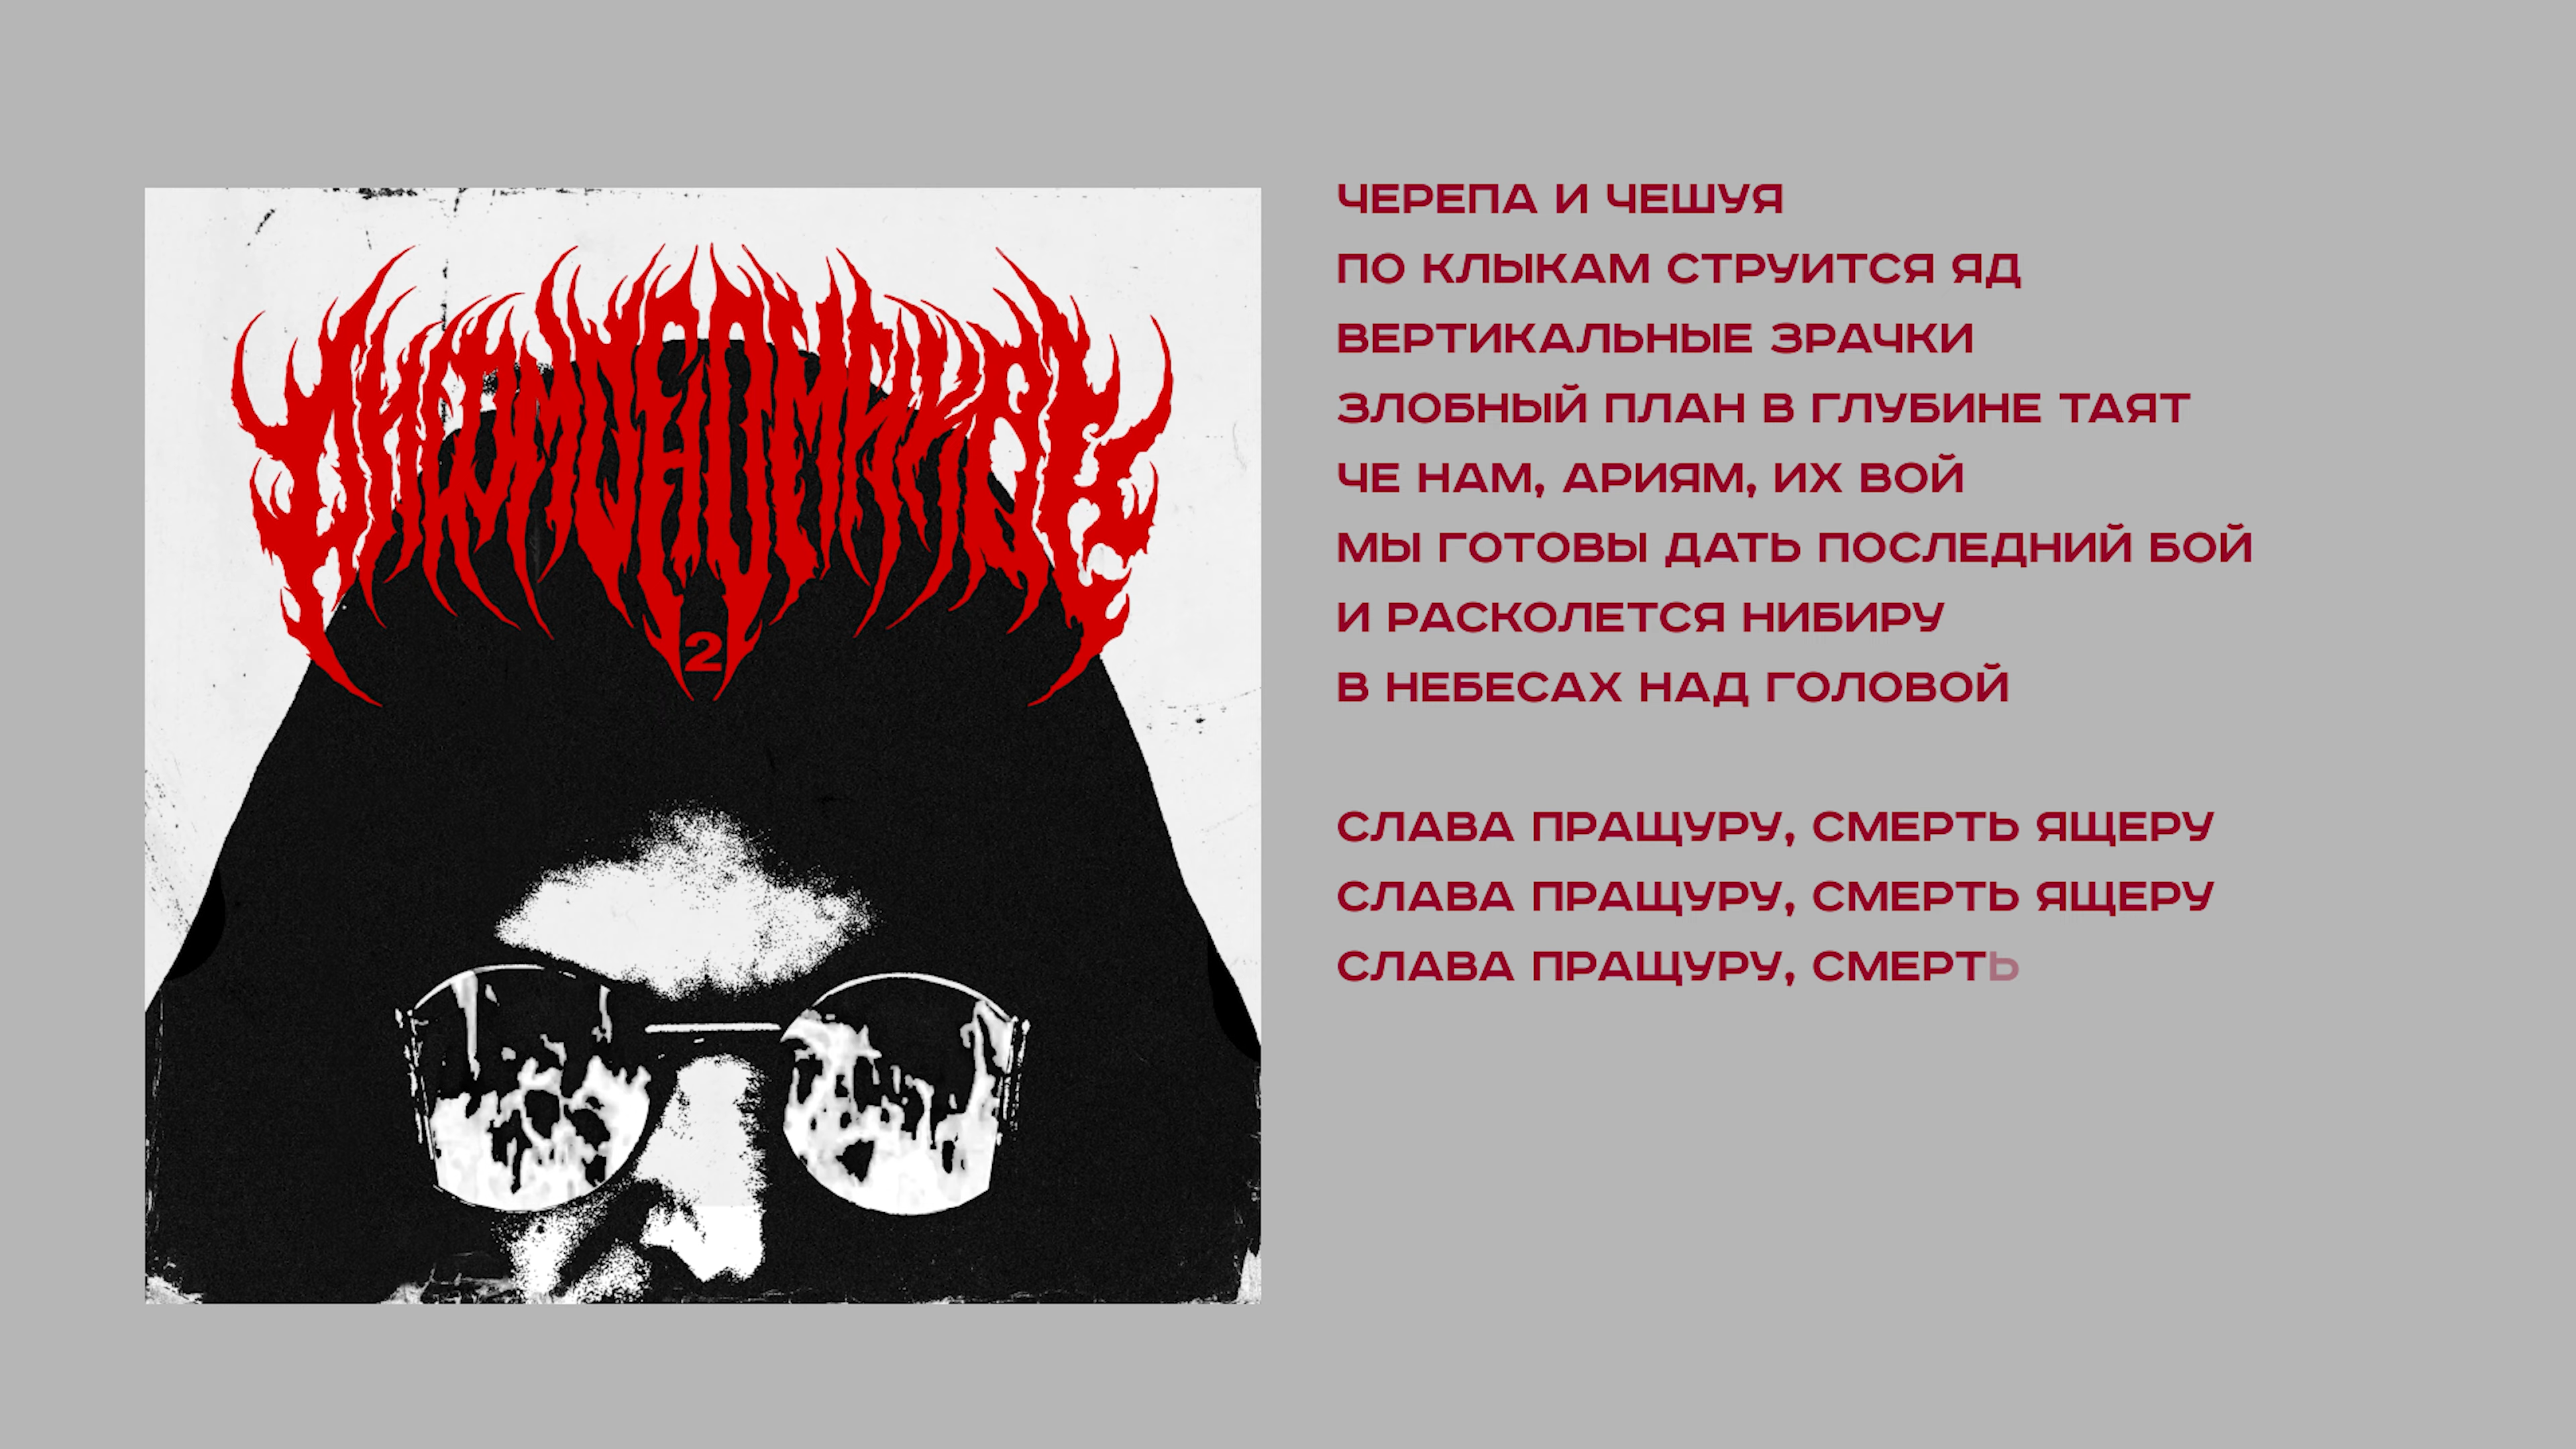 2
ЧЕРЕПА И ЧЕШУЯ
ПО КЛЫКАМ СТРУИТСЯ ЯД
ВЕРТИКАЛЬНЫЕ ЗРАЧКИ
ЗЛОБНЫЙ ПЛАН В ГЛУБИНЕ ТАЯТ
ЧЕ НАМ, АРИЯМ, ИХ ВОЙ
МЫ ГОТОВЫ ДАТЬ ПОСЛЕДНИЙ БОЙ
И РАСКОЛЕТСЯ НИБИРУ
В НЕБЕСАХ НАД ГОЛОВОЙ
СЛАВА ПРАЩУРУ, СМЕРТЬ ЯЩЕРУ
СЛАВА ПРАЩУРУ, СМЕРТЬ ЯЩЕРУ
СЛАВА ПРАЩУРУ, СМЕРТЬ